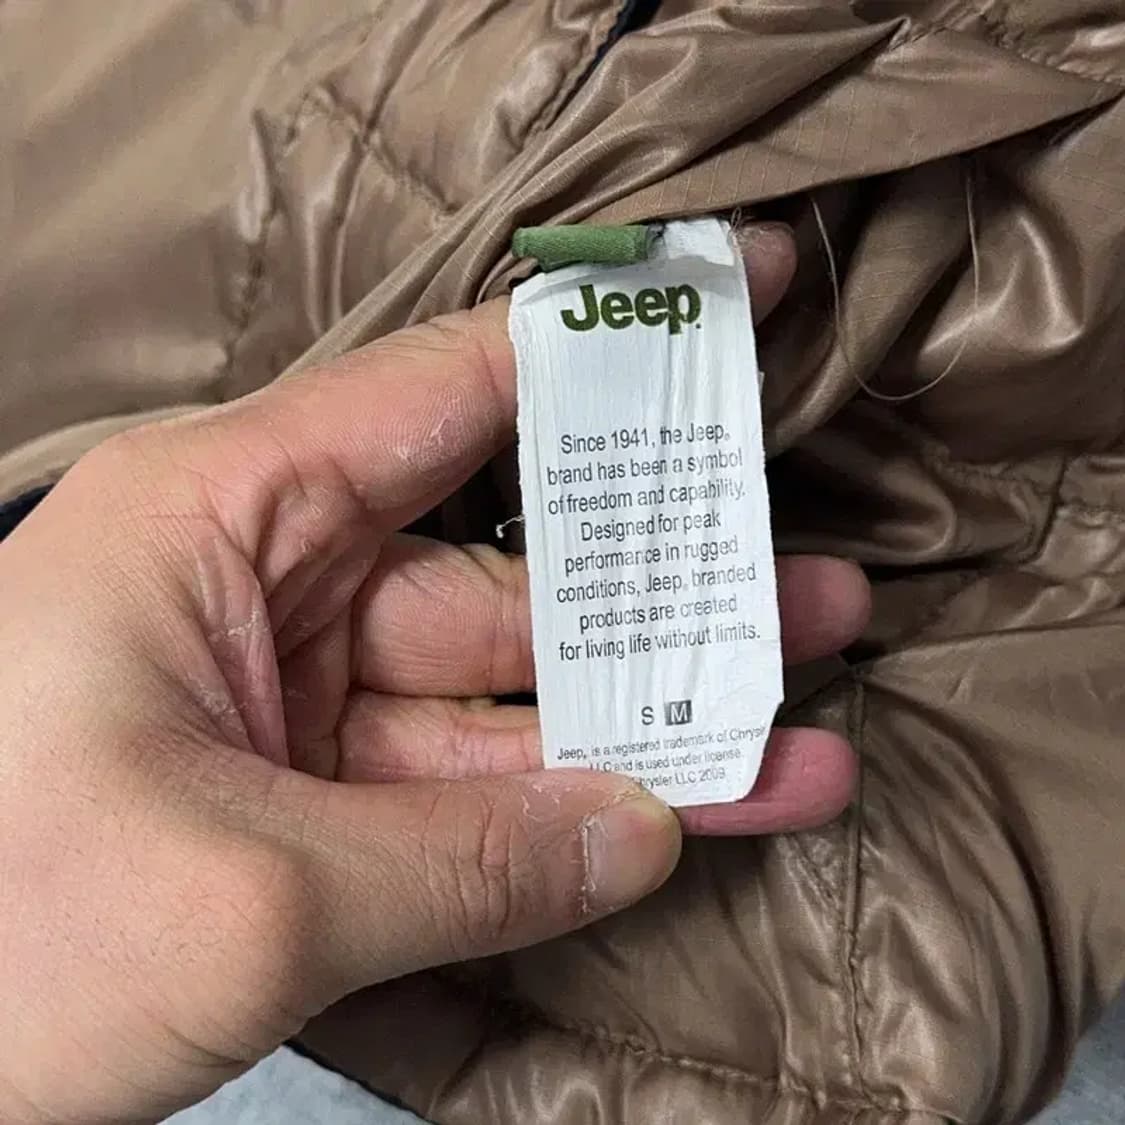 Jeep.
Since 1941, the Jeep®
brand has been a symbol
of freedom and capability.
Designed for peak
performance in rugged
conditions, Jeep® branded
products are created
for living life without limits.
S M
Jeep® is a registered trademark of
LLC and is used under license.
LLC 2009